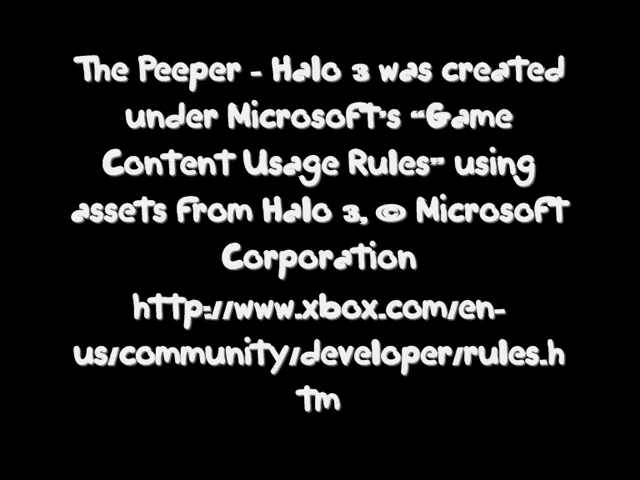 The Peeper - Halo 3 was created
under Microsoft's "Game
Content Usage Rules" using
assets from Halo 3, © Microsoft
Corporation
http://www.xbox.com/en-
us/community/developer/rules.h
tm